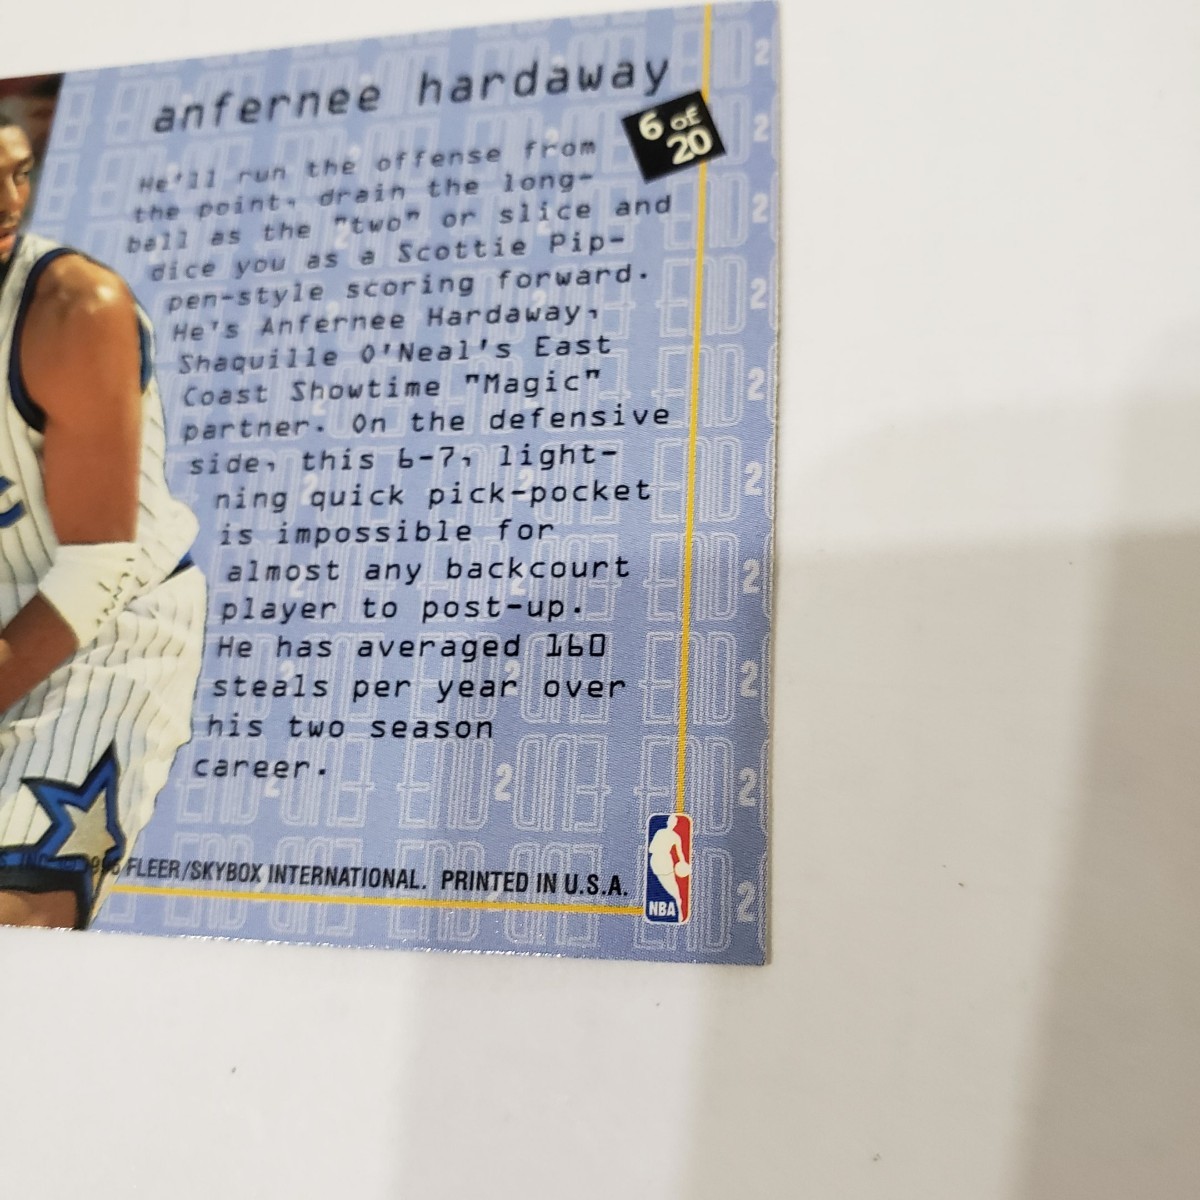 anfernee hardaway
6 of 20
He'll run the offense from
the point, drain the long-
ball as the "two" or slice and
dice you as a Scottie Pip-
pen-style scoring forward.
He's Anfernee Hardaway,
Shaquille O'Neal's East
Coast Showtime "Magic"
partner. On the defensive
side, this 6-7, light-
ning quick pick-pocket
is impossible for
almost any backcourt
player to post-up.
He has averaged 160
steals per year over
his two season
career.
FLEER/SKYBOX INTERNATIONAL. PRINTED IN U.S.A.
NBA